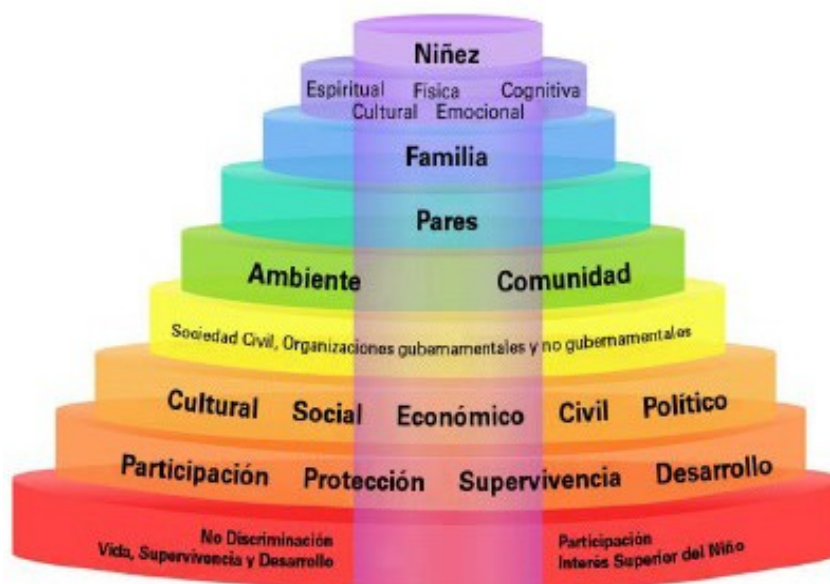 Niñez
Espiritual Física Cognitiva
Cultural Emocional
Familia
Pares
Ambiente Comunidad
Sociedad Civil, Organizaciones gubernamentales y no gubernamentales
Cultural Social Económico Civil Político
Participación Protección Supervivencia Desarrollo
No Discriminación
Vida, Supervivencia y Desarrollo
Participación
Interés Superior del Niño